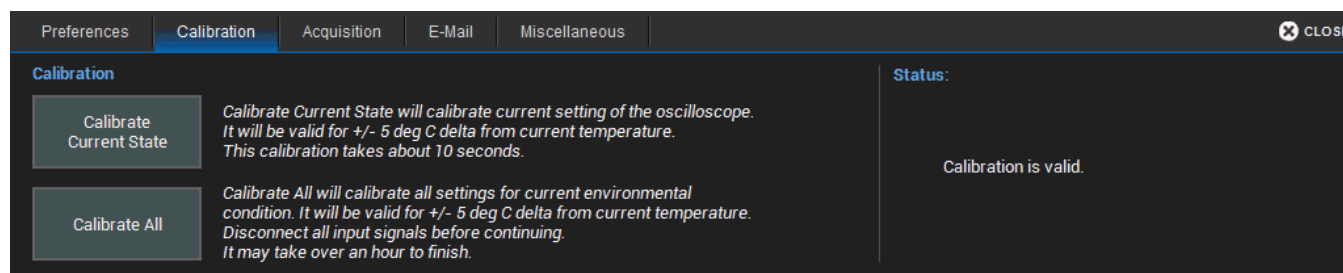 Preferences
Calibration
Acquisition
E-Mail
Miscellaneous
Calibration
Calibrate
Current State
Calibrate Current State will calibrate current setting of the oscilloscope.
It will be valid for +/- 5 deg C delta from current temperature.
This calibration takes about 10 seconds.
Calibrate All
Calibrate All will calibrate all settings for current environmental
condition. It will be valid for +/- 5 deg C delta from current temperature.
Disconnect all input signals before continuing.
It may take over an hour to finish.
Status:
Calibration is valid.